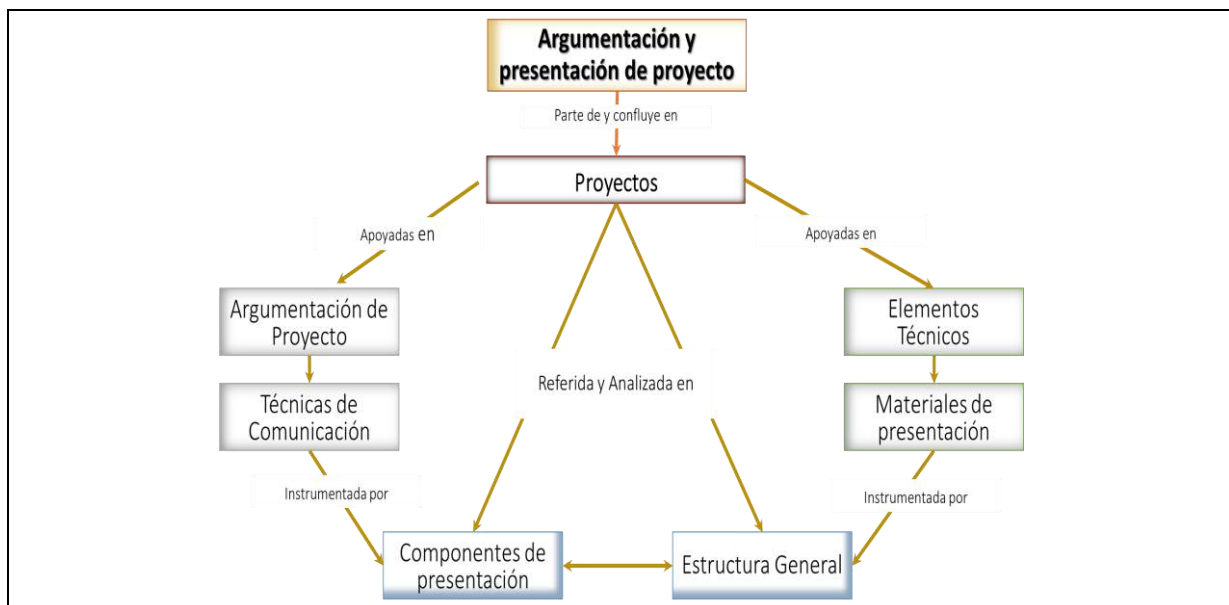 Argumentación y
presentación de proyecto
Parte de y confluye en
Proyectos
Apoyadas en
Apoyadas en
Argumentación de
Proyecto
Elementos
Técnicos
Referida y Analizada en
Técnicas de
Comunicación
Materiales de
presentación
Instrumentada por
Instrumentada por
Componentes de
presentación
Estructura General